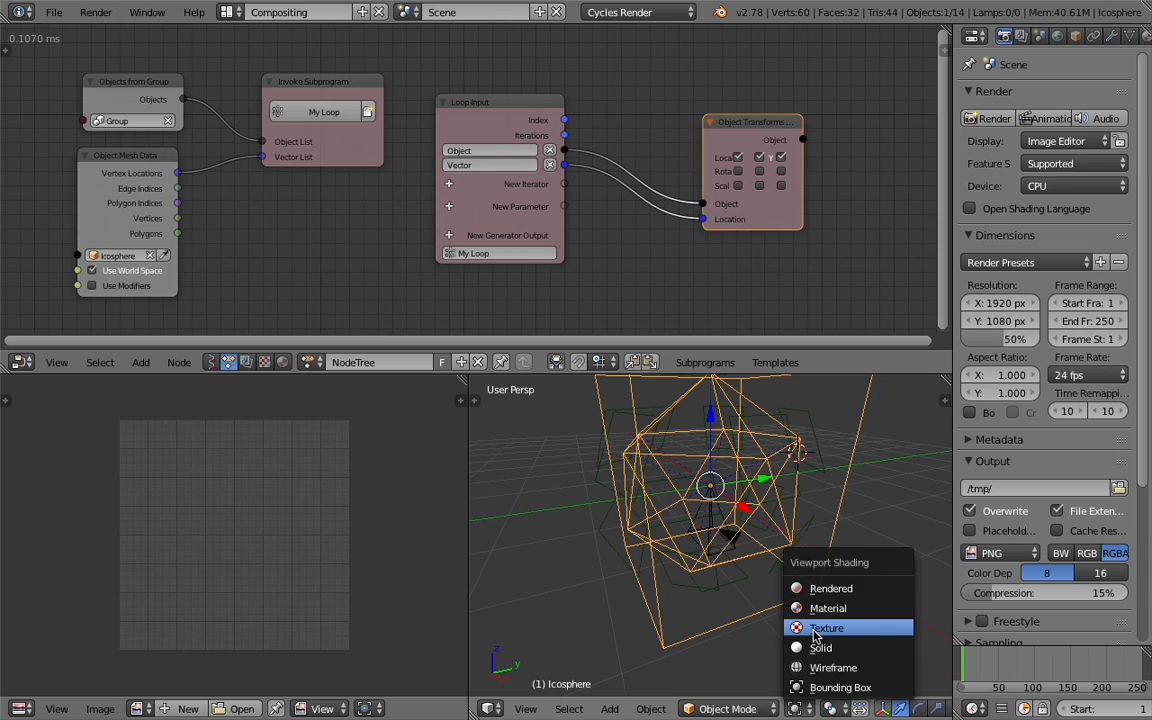 File Render Window Help Compositing Scene Cycles Render v2.78 | Verts:60 | Faces:32 | Tris:44 | Objects:1/14 | Lamps:0/0 | Mem:40.61M | Icosphere
0.1070 ms
Objects from Group
Objects
Group
Invoke Subprogram
My Loop
Object List
Vector List
Object Mesh Data
Vertex Locations
Edge Indices
Polygon Indices
Vertices
Polygons
Icosphere
Use World Space
Use Modifiers
Loop Input
Index
Iterations
Object
Vector
New Iterator
New Parameter
New Generator Output
My Loop
Object Transforms ...
Object
Loca Y
Rota
Scal
Object
Location
View Select Add Node NodeTree F Subprograms Templates
User Persp
(1) Icosphere
z
y
Viewport Shading
Rendered
Material
Texture
Solid
Wireframe
Bounding Box
View Image New Open View
View Select Add Object Object Mode
Scene
Render
Render Animatic Audio
Display: Image Editor
Feature S Supported
Device: CPU
Open Shading Language
Dimensions
Render Presets
Resolution: Frame Range:
X: 1920 px Start Fra: 1
Y: 1080 px End Fr: 250
50% Frame St: 1
Aspect Ratio: Frame Rate:
X: 1.000 24 fps
Y: 1.000 Time Remappi...
Bo Cr 10 10
Metadata
Output
/tmp/
Overwrite File Exten...
Placehold... Cache Res...
PNG BW RGB RGBA
Color Dep 8 16
Compression: 15%
Freestyle
Sampling
50 100 150 200 250
Start: 1